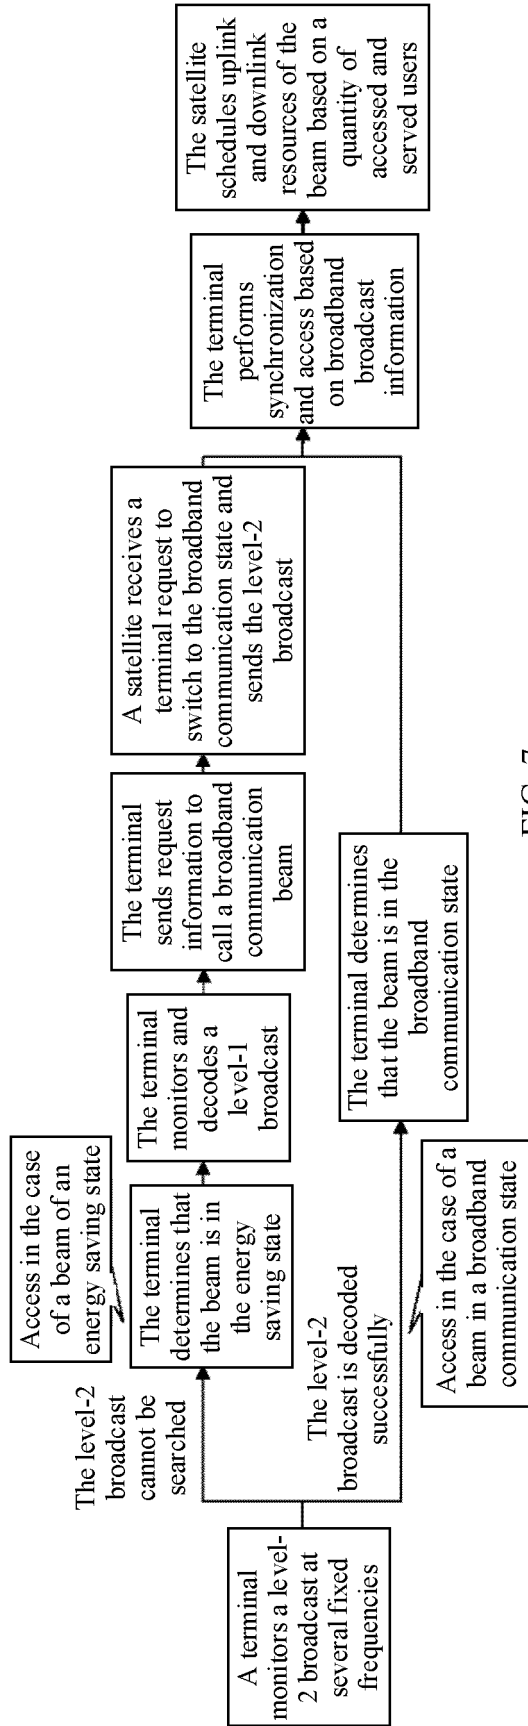 A terminal
monitors a level-
2 broadcast at
several fixed
frequencies
The level-2
broadcast
cannot be
searched
Access in the case
of a beam of an
energy saving state
The terminal
determines that
the beam is in
the energy
saving state
The terminal
monitors and
decodes a
level-1
broadcast
The terminal
sends request
information to
call a broadband
communication
beam
A satellite receives a
terminal request to
switch to the broadband
communication state and
sends the level-2
broadcast
The level-2
broadcast is decoded
successfully
Access in the case of a
beam in a broadband
communication state
The terminal determines
that the beam is in the
broadband
communication state
The terminal
performs
synchronization
and access based
on broadband
broadcast
information
The satellite
schedules uplink
and downlink
resources of the
beam based on a
quantity of
accessed and
served users
FIG. 7